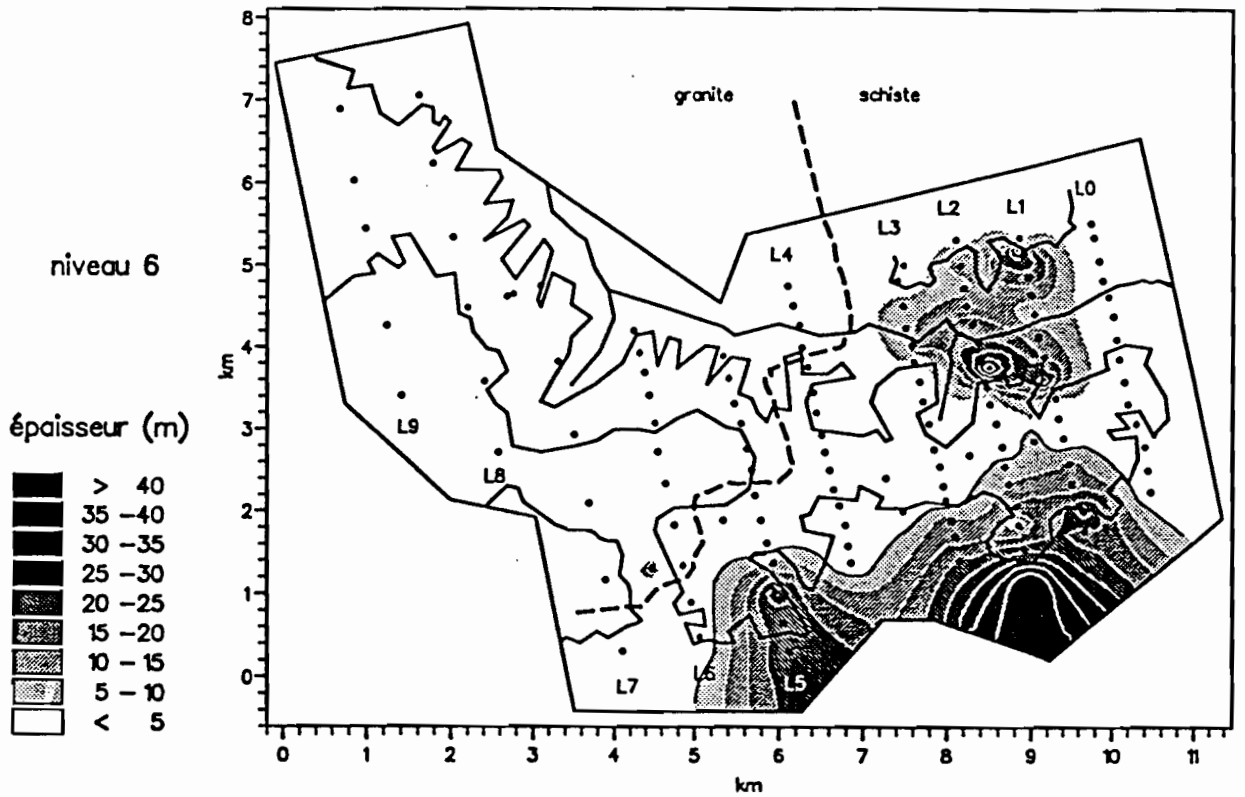 niveau 6
épaisseur (m)
> 40
35 - 40
30 - 35
25 - 30
20 - 25
15 - 20
10 - 15
5 - 10
< 5
granite
schiste
L0
L1
L2
L3
L4
L9
L8
L7
L6
L5
8
7
6
5
4
km
3
2
1
0
0 1 2 3 4 5 6 7 8 9 10 11
km